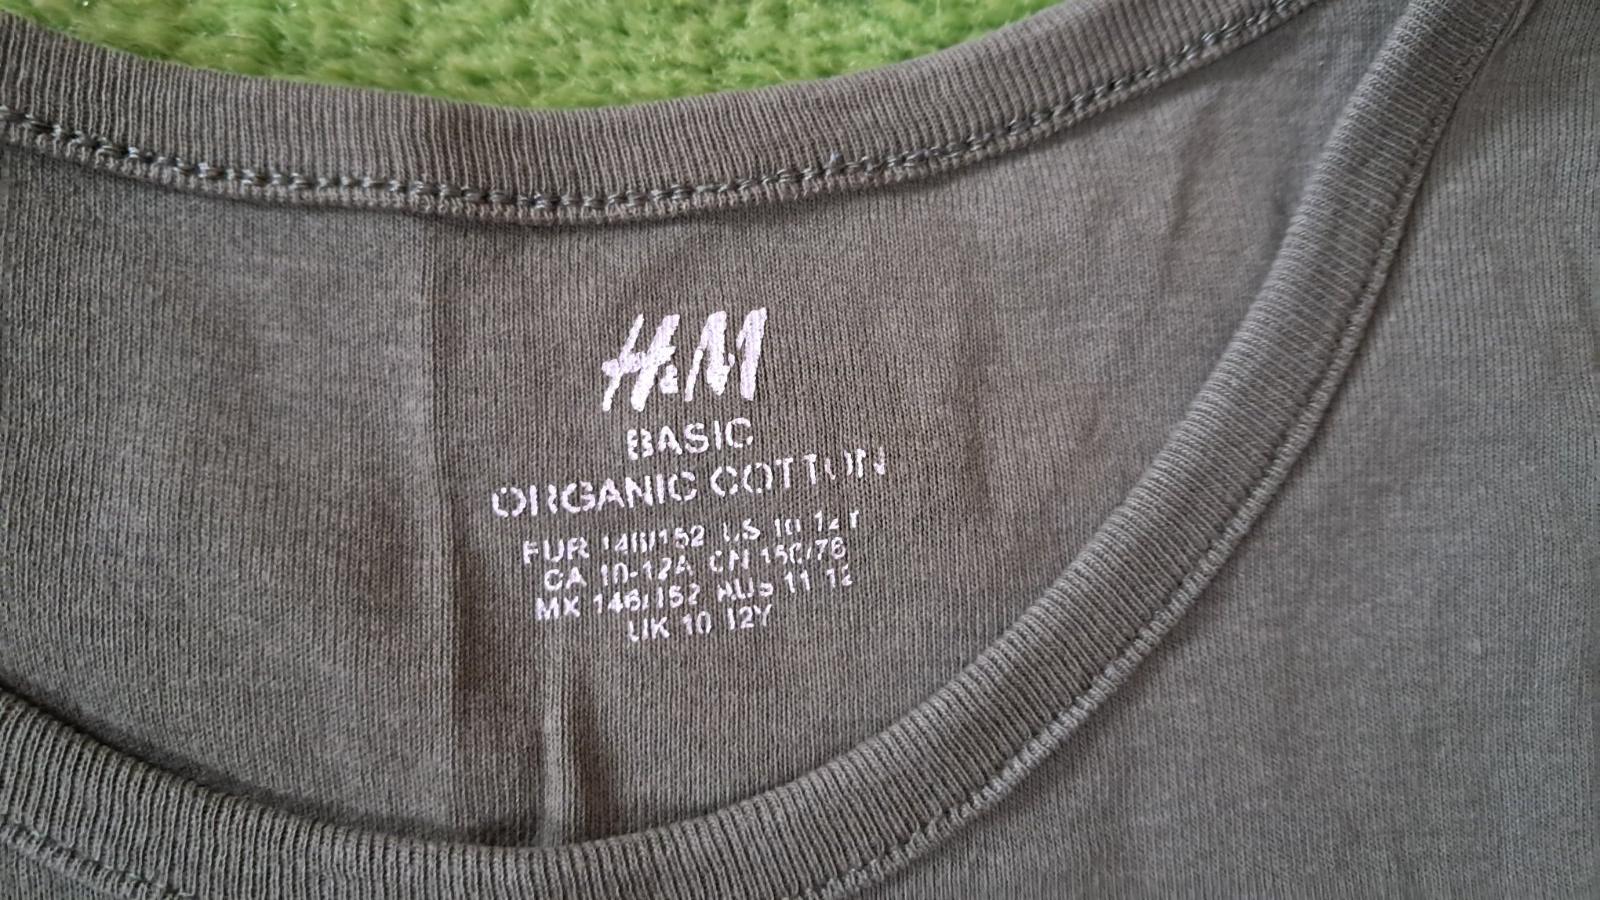 H&M
BASIC
ORGANIC COTTON
EUR 146/152 US 10-12Y
CA 10-12A CN 150/76
MX 146/152 AUS 11-12
UK 10-12Y